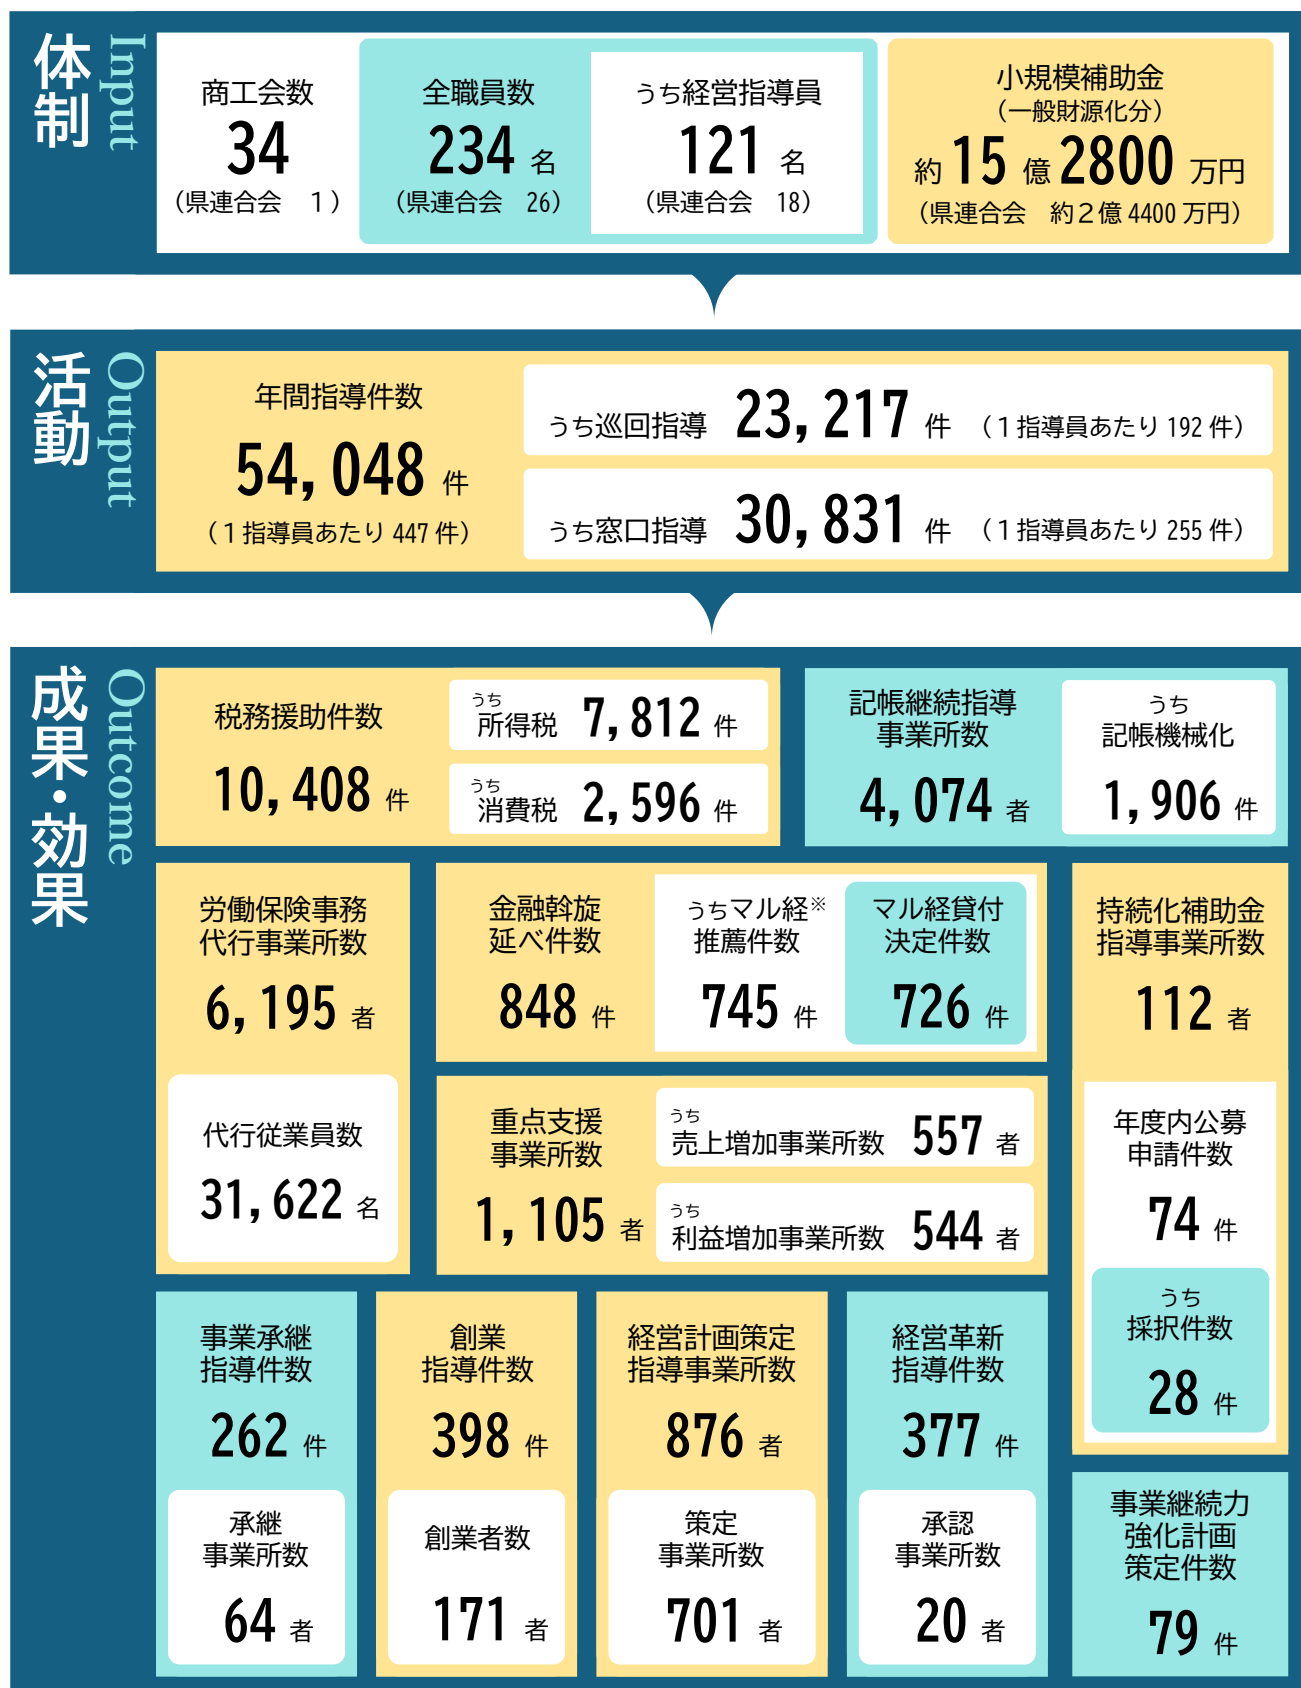 体制
Input
商工会数
34
（県連合会　1）
全職員数
234 名
（県連合会　26）
うち経営指導員
121 名
（県連合会　18）
小規模補助金
（一般財源化分）
約15億2800万円
（県連合会　約2億4400万円）
活動
Output
年間指導件数
54,048 件
（1指導員あたり447件）
うち巡回指導　23,217 件　（1指導員あたり192件）
うち窓口指導　30,831 件　（1指導員あたり255件）
成果・効果
Outcome
税務援助件数
10,408 件
うち
所得税　7,812 件
うち
消費税　2,596 件
記帳継続指導
事業所数
4,074 者
うち
記帳機械化
1,906 件
労働保険事務
代行事業所数
6,195 者
代行従業員数
31,622 名
金融斡旋
延べ件数
848 件
うちマル経※
推薦件数
745 件
マル経貸付
決定件数
726 件
重点支援
事業所数
1,105 者
うち
売上増加事業所数　557 者
うち
利益増加事業所数　544 者
持続化補助金
指導事業所数
112 者
年度内公募
申請件数
74 件
うち
採択件数
28 件
事業承継
指導件数
262 件
承継
事業所数
64 者
創業
指導件数
398 件
創業者数
171 者
経営計画策定
指導事業所数
876 者
策定
事業所数
701 者
経営革新
指導件数
377 件
承認
事業所数
20 者
事業継続力
強化計画
策定件数
79 件